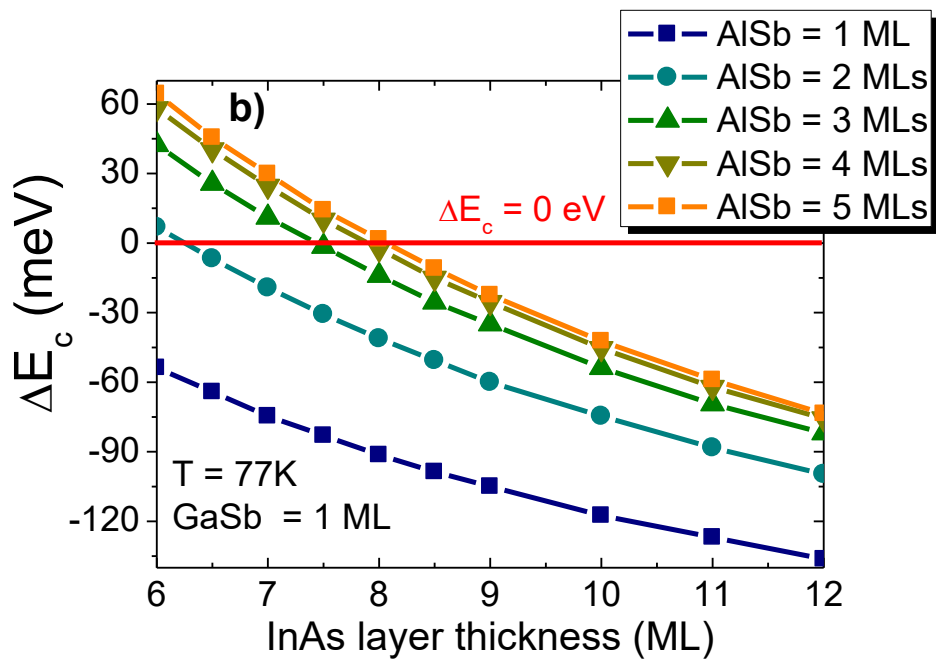 AlSb = 1 ML
AlSb = 2 MLs
AlSb = 3 MLs
AlSb = 4 MLs
AlSb = 5 MLs
b)
ΔE_c = 0 eV
T = 77K
GaSb = 1 ML
ΔE_c (meV)
60
30
0
-30
-60
-90
-120
6 7 8 9 10 11 12
InAs layer thickness (ML)